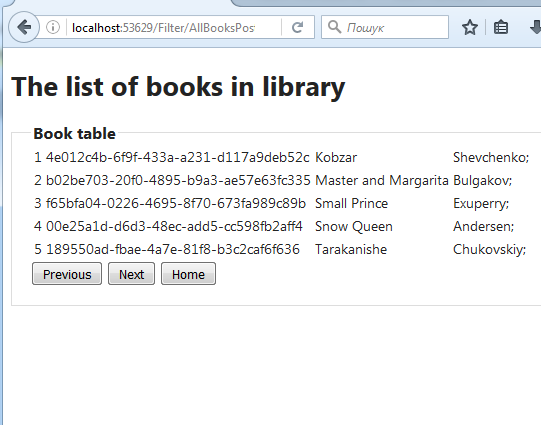 localhost:53629/Filter/AllBooksPos
Пошук
The list of books in library
Book table
1 4e012c4b-6f9f-433a-a231-d117a9deb52c Kobzar Shevchenko;
2 b02be703-20f0-4895-b9a3-ae57e63fc335 Master and Margarita Bulgakov;
3 f65bfa04-0226-4695-8f70-673fa989c89b Small Prince Exuperry;
4 00e25a1d-d6d3-48ec-add5-cc598fb2aff4 Snow Queen Andersen;
5 189550ad-fbae-4a7e-81f8-b3c2caf6f636 Tarakanishe Chukovskiy;
Previous Next Home